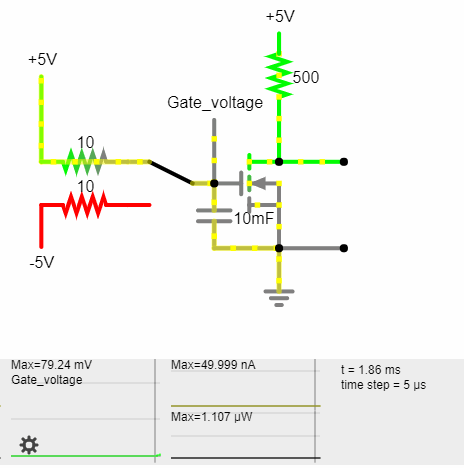 +5V
+5V
500
Gate_voltage
10
10
10mF
-5V
Max=79.24 mV
Gate_voltage
Max=49.999 nA
Max=1.107 μW
t = 1.86 ms
time step = 5 μs